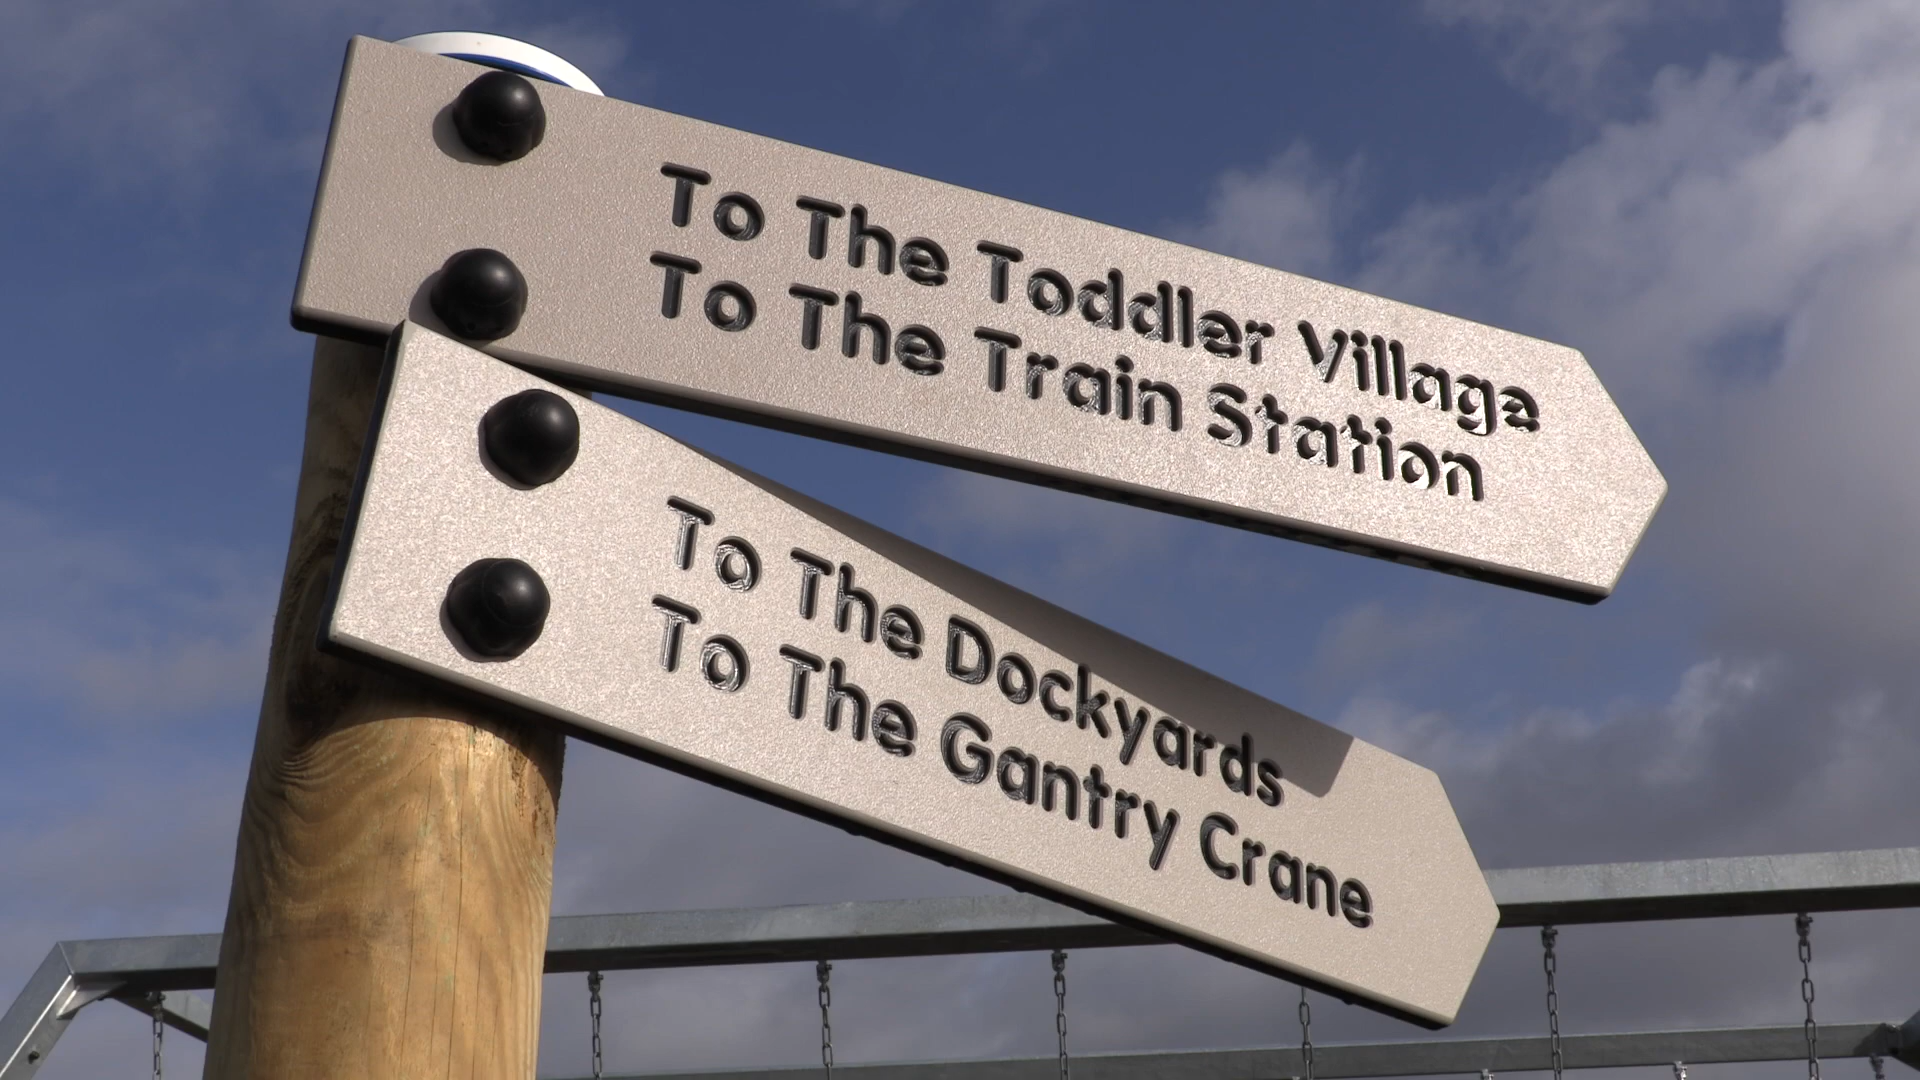 To The Toddler Village
To The Train Station
To The Dockyards
To The Gantry Crane